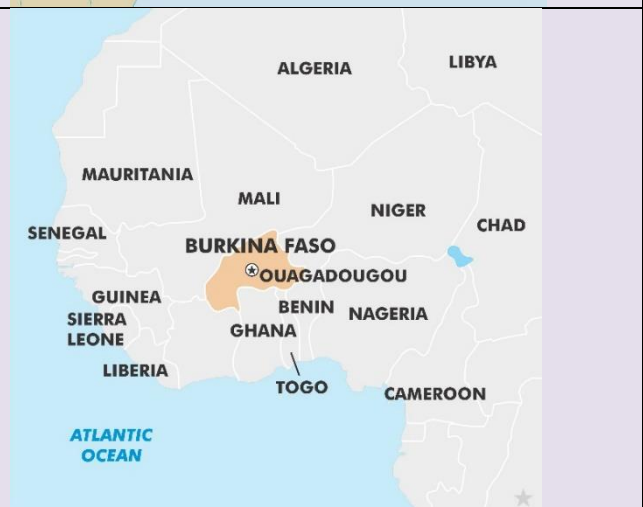 ALGERIA
LIBYA
MAURITANIA
MALI
NIGER
CHAD
SENEGAL
BURKINA FASO
OUAGADOUGOU
GUINEA
BENIN
NAGERIA
SIERRA
LEONE
GHANA
LIBERIA
TOGO
CAMEROON
ATLANTIC
OCEAN